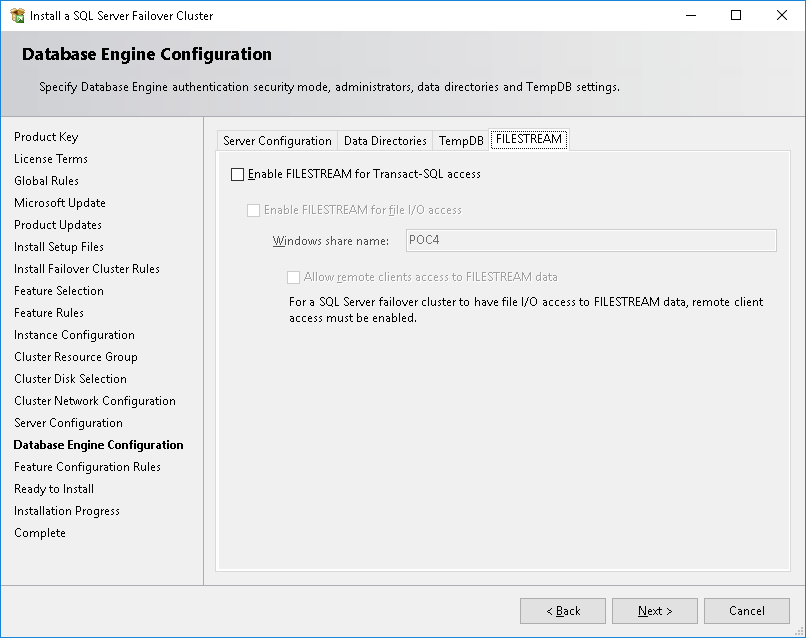 Install a SQL Server Failover Cluster
Database Engine Configuration
Specify Database Engine authentication security mode, administrators, data directories and TempDB settings.
Product Key
License Terms
Global Rules
Microsoft Update
Product Updates
Install Setup Files
Install Failover Cluster Rules
Feature Selection
Feature Rules
Instance Configuration
Cluster Resource Group
Cluster Disk Selection
Cluster Network Configuration
Server Configuration
Database Engine Configuration
Feature Configuration Rules
Ready to Install
Installation Progress
Complete
Server Configuration Data Directories TempDB FILESTREAM
Enable FILESTREAM for Transact-SQL access
Enable FILESTREAM for file I/O access
Windows share name: POC4
Allow remote clients access to FILESTREAM data
For a SQL Server failover cluster to have file I/O access to FILESTREAM data, remote client
access must be enabled.
< Back Next > Cancel